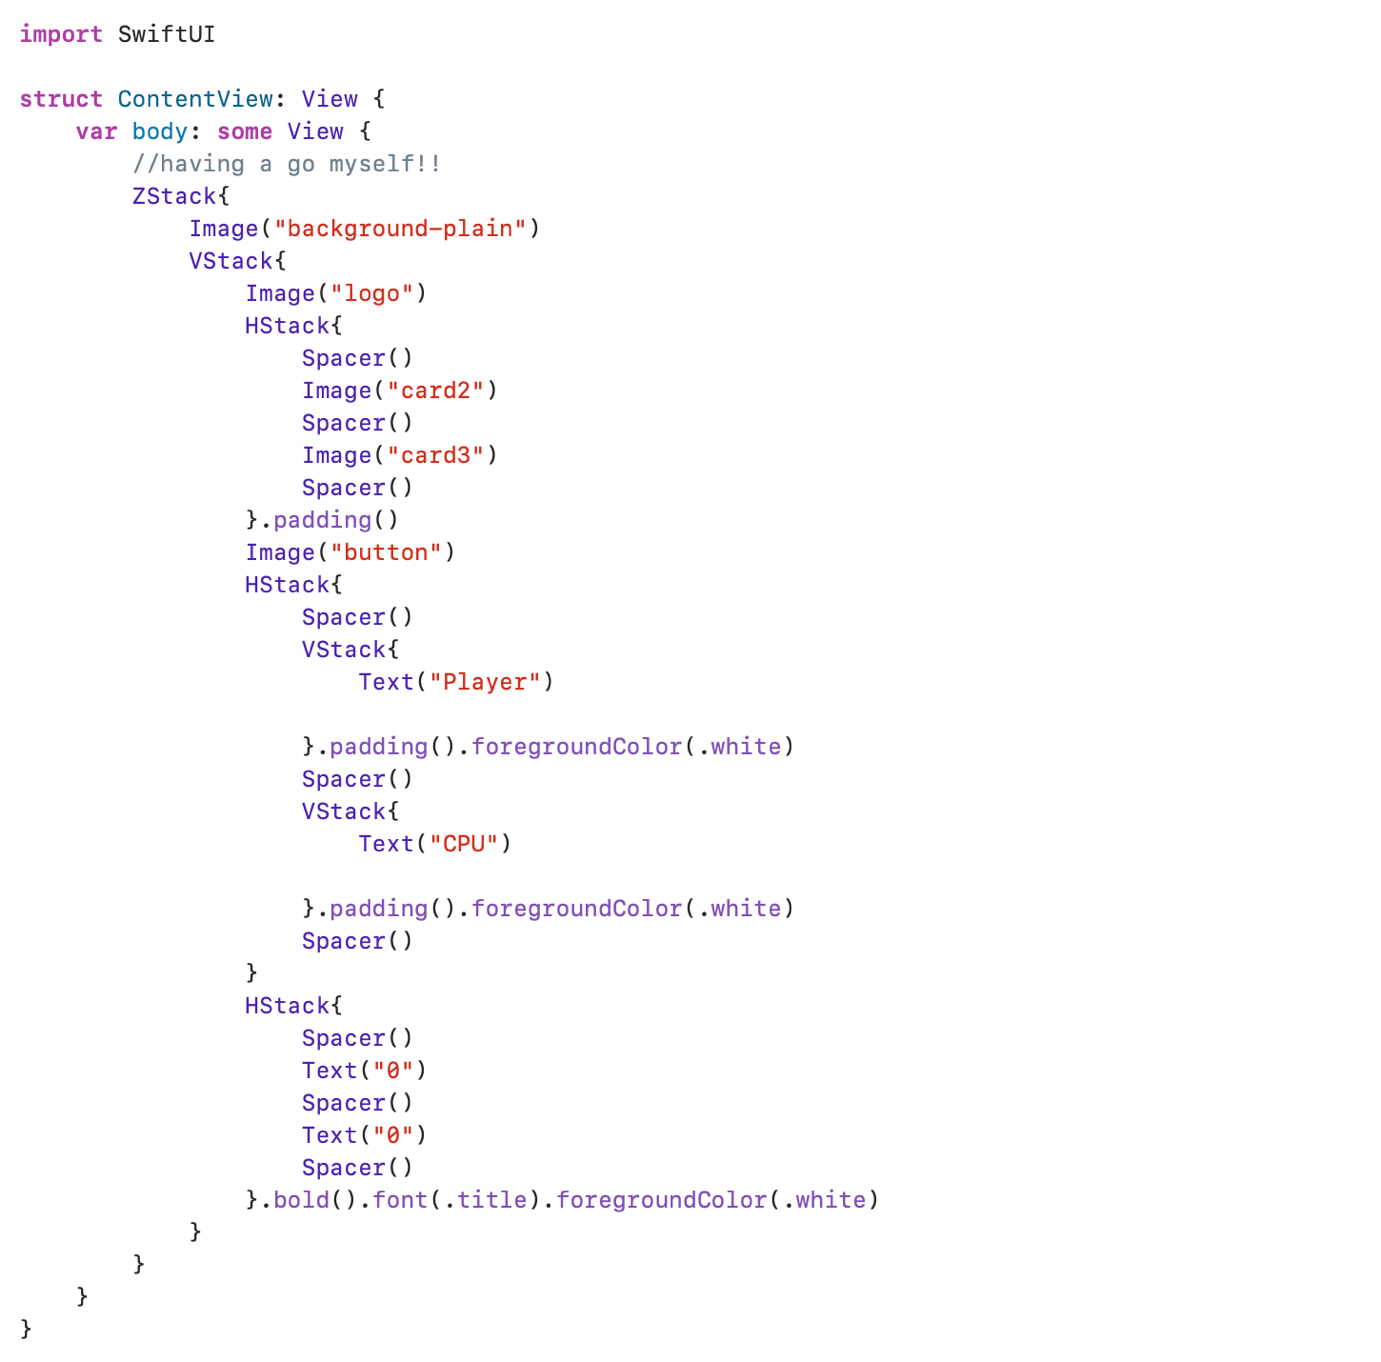 import SwiftUI

struct ContentView: View {
    var body: some View {
        //having a go myself!!
        ZStack{
            Image("background-plain")
            VStack{
                Image("logo")
                HStack{
                    Spacer()
                    Image("card2")
                    Spacer()
                    Image("card3")
                    Spacer()
                }.padding()
                Image("button")
                HStack{
                    Spacer()
                    VStack{
                        Text("Player")

                    }.padding().foregroundColor(.white)
                    Spacer()
                    VStack{
                        Text("CPU")

                    }.padding().foregroundColor(.white)
                    Spacer()
                }
                HStack{
                    Spacer()
                    Text("0")
                    Spacer()
                    Text("0")
                    Spacer()
                }.bold().font(.title).foregroundColor(.white)
            }
        }
    }
}